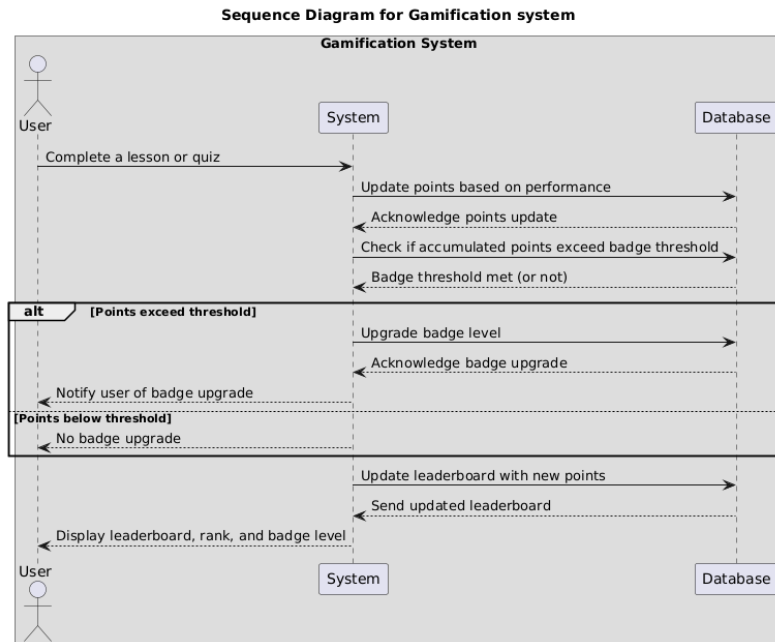 Sequence Diagram for Gamification system
Gamification System
User
System
Database
Complete a lesson or quiz
Update points based on performance
Acknowledge points update
Check if accumulated points exceed badge threshold
Badge threshold met (or not)
alt [Points exceed threshold]
Upgrade badge level
Acknowledge badge upgrade
Notify user of badge upgrade
[Points below threshold]
No badge upgrade
Update leaderboard with new points
Send updated leaderboard
Display leaderboard, rank, and badge level
User
System
Database